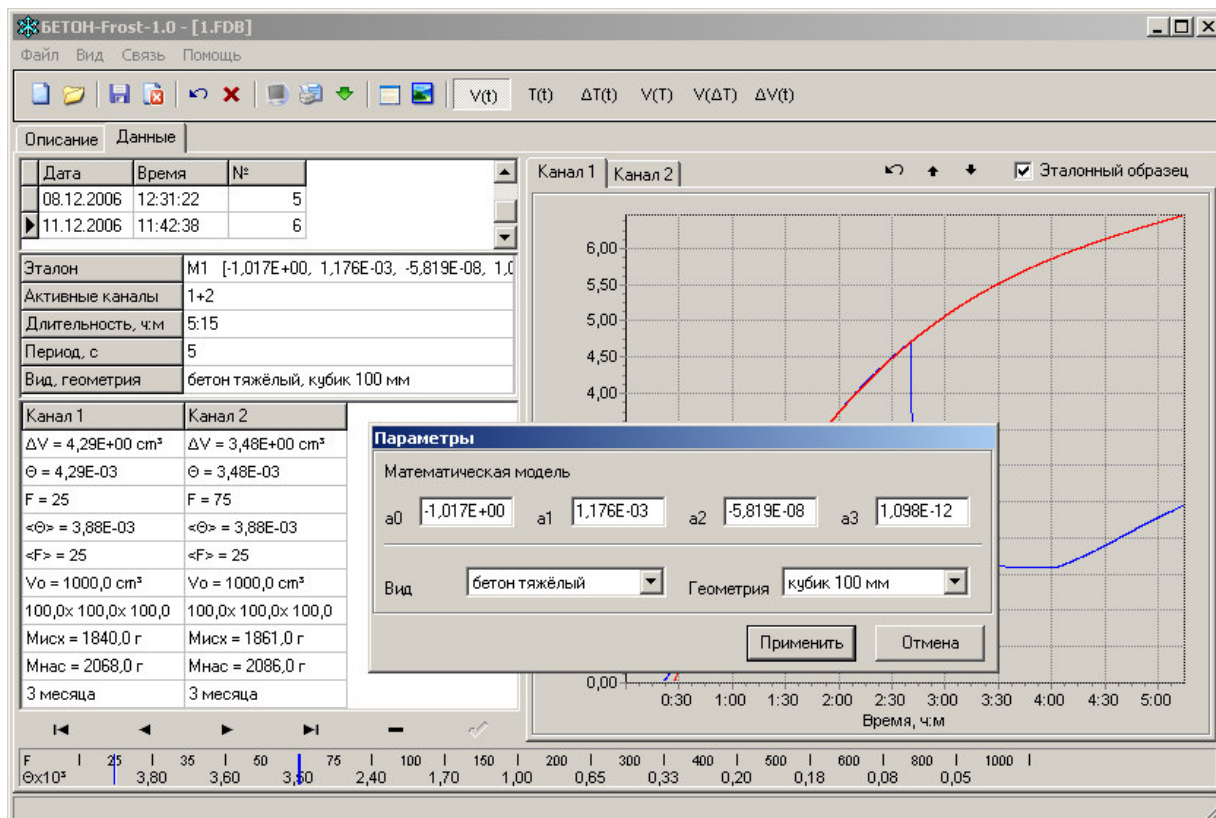 БЕТОН-Frost-1.0 - [1.FDB]
Файл Вид Связь Помощь
V(t) T(t) ΔT(t) V(T) V(ΔT) ΔV(t)
Описание Данные
Дата Время №
08.12.2006 12:31:22 5
11.12.2006 11:42:38 6
Эталон М1 [-1,017E+00, 1,176E-03, -5,819E-08, 1,0
Активные каналы 1+2
Длительность, ч:м 5:15
Период, с 5
Вид, геометрия бетон тяжёлый, кубик 100 мм
Канал 1 Канал 2
ΔV = 4,29E+00 cm³ ΔV = 3,48E+00 cm³
Θ = 4,29E-03 Θ = 3,48E-03
F = 25 F = 75
<Θ> = 3,88E-03 <Θ> = 3,88E-03
<F> = 25 <F> = 25
Vo = 1000,0 cm³ Vo = 1000,0 cm³
100,0x 100,0x 100,0 100,0x 100,0x 100,0
Мисх = 1840,0 г Мисх = 1861,0 г
Мнас = 2068,0 г Мнас = 2086,0 г
3 месяца 3 месяца
Канал 1 Канал 2 Эталонный образец
6,00
5,50
5,00
4,50
4,00
0,00
0:30 1:00 1:30 2:00 2:30 3:00 3:30 4:00 4:30 5:00
Время, ч:м
Параметры
Математическая модель
a0 -1,017E+00 a1 1,176E-03 a2 -5,819E-08 a3 1,098E-12
Вид бетон тяжёлый Геометрия кубик 100 мм
Применить Отмена
F 25 35 50 75 100 150 200 300 400 500 600 800 1000
Θx10³ 3,80 3,60 3,50 2,40 1,70 1,00 0,65 0,33 0,20 0,18 0,08 0,05